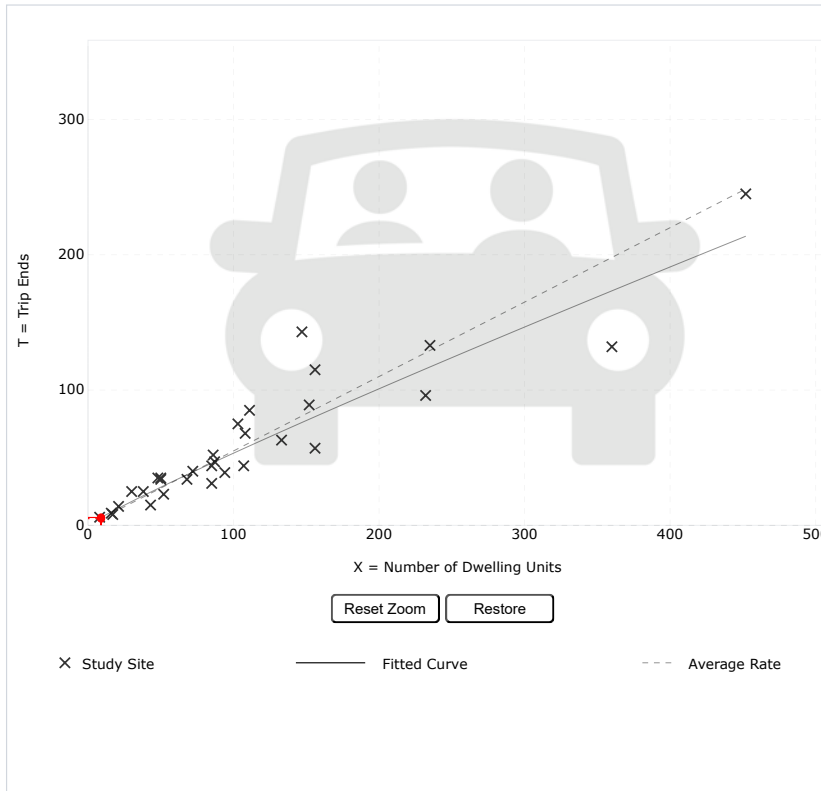 300
200
100
0
T = Trip Ends
0 100 200 300 400 50
X = Number of Dwelling Units
Reset Zoom Restore
Study Site Fitted Curve Average Rate